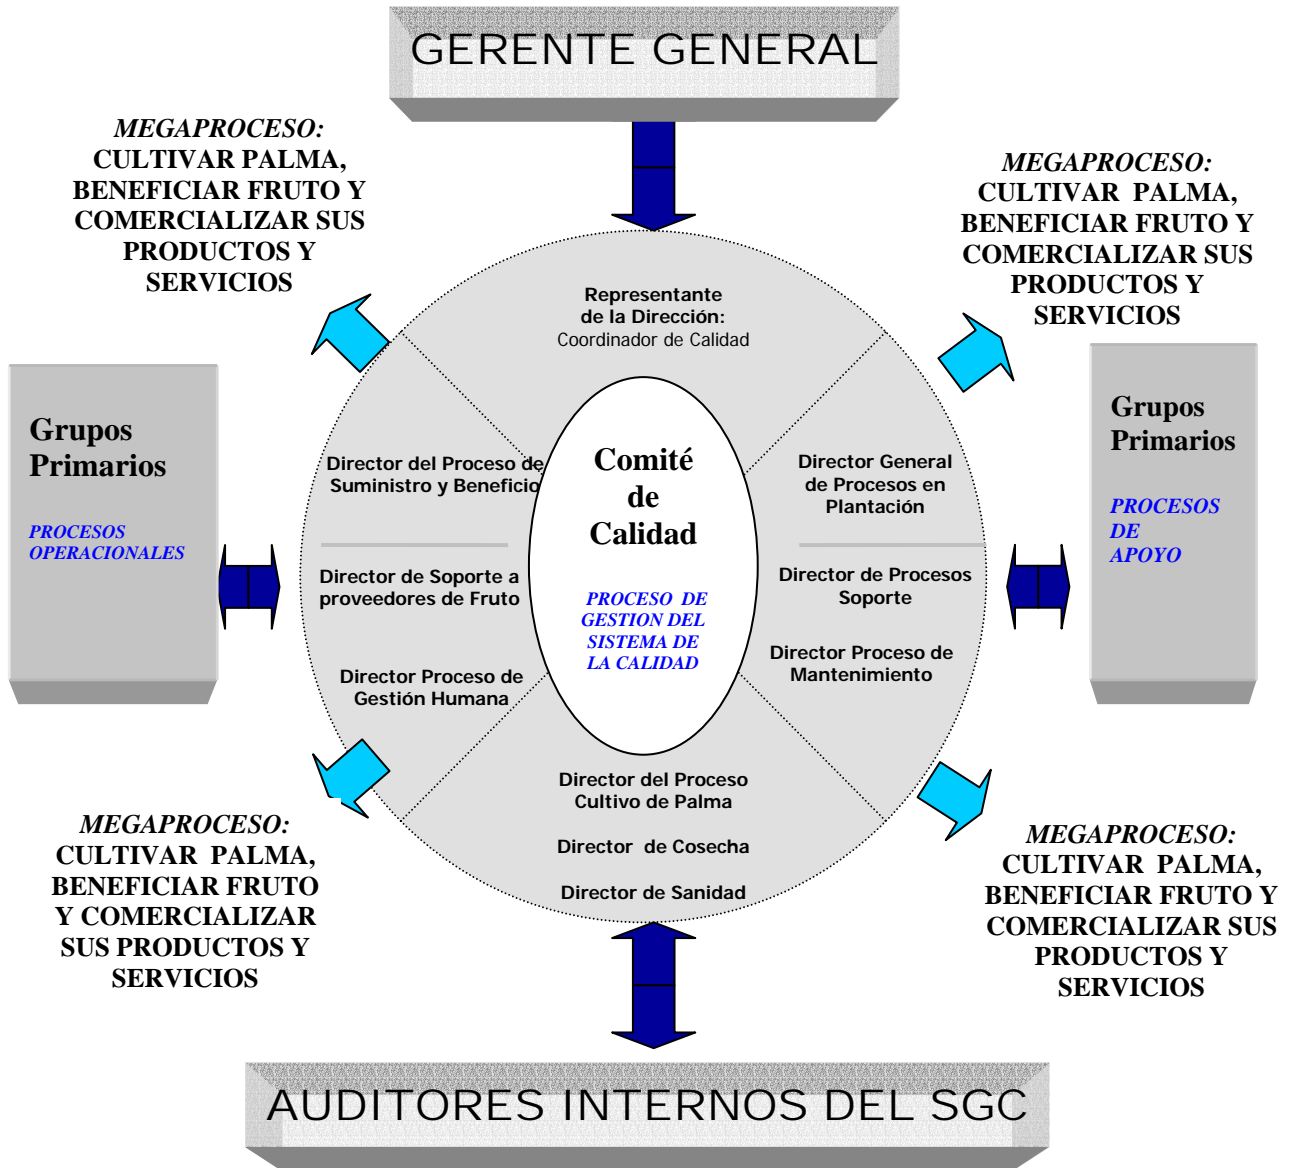 GERENTE GENERAL
MEGAPROCESO:
CULTIVAR PALMA,
BENEFICIAR FRUTO Y
COMERCIALIZAR SUS
PRODUCTOS Y
SERVICIOS
MEGAPROCESO:
CULTIVAR PALMA,
BENEFICIAR FRUTO Y
COMERCIALIZAR SUS
PRODUCTOS Y
SERVICIOS
Representante
de la Dirección:
Coordinador de Calidad
Grupos
Primarios
PROCESOS
OPERACIONALES
Director del Proceso de
Suministro y Beneficio
Director de Soporte a
proveedores de Fruto
Director Proceso de
Gestión Humana
Comité
de
Calidad
PROCESO DE
GESTION DEL
SISTEMA DE
LA CALIDAD
Director General
de Procesos en
Plantación
Director de Procesos
Soporte
Director Proceso de
Mantenimiento
Grupos
Primarios
PROCESOS
DE
APOYO
Director del Proceso
Cultivo de Palma
Director de Cosecha
Director de Sanidad
MEGAPROCESO:
CULTIVAR PALMA,
BENEFICIAR FRUTO
Y COMERCIALIZAR
SUS PRODUCTOS Y
SERVICIOS
MEGAPROCESO:
CULTIVAR PALMA,
BENEFICIAR FRUTO Y
COMERCIALIZAR SUS
PRODUCTOS Y
SERVICIOS
AUDITORES INTERNOS DEL SGC